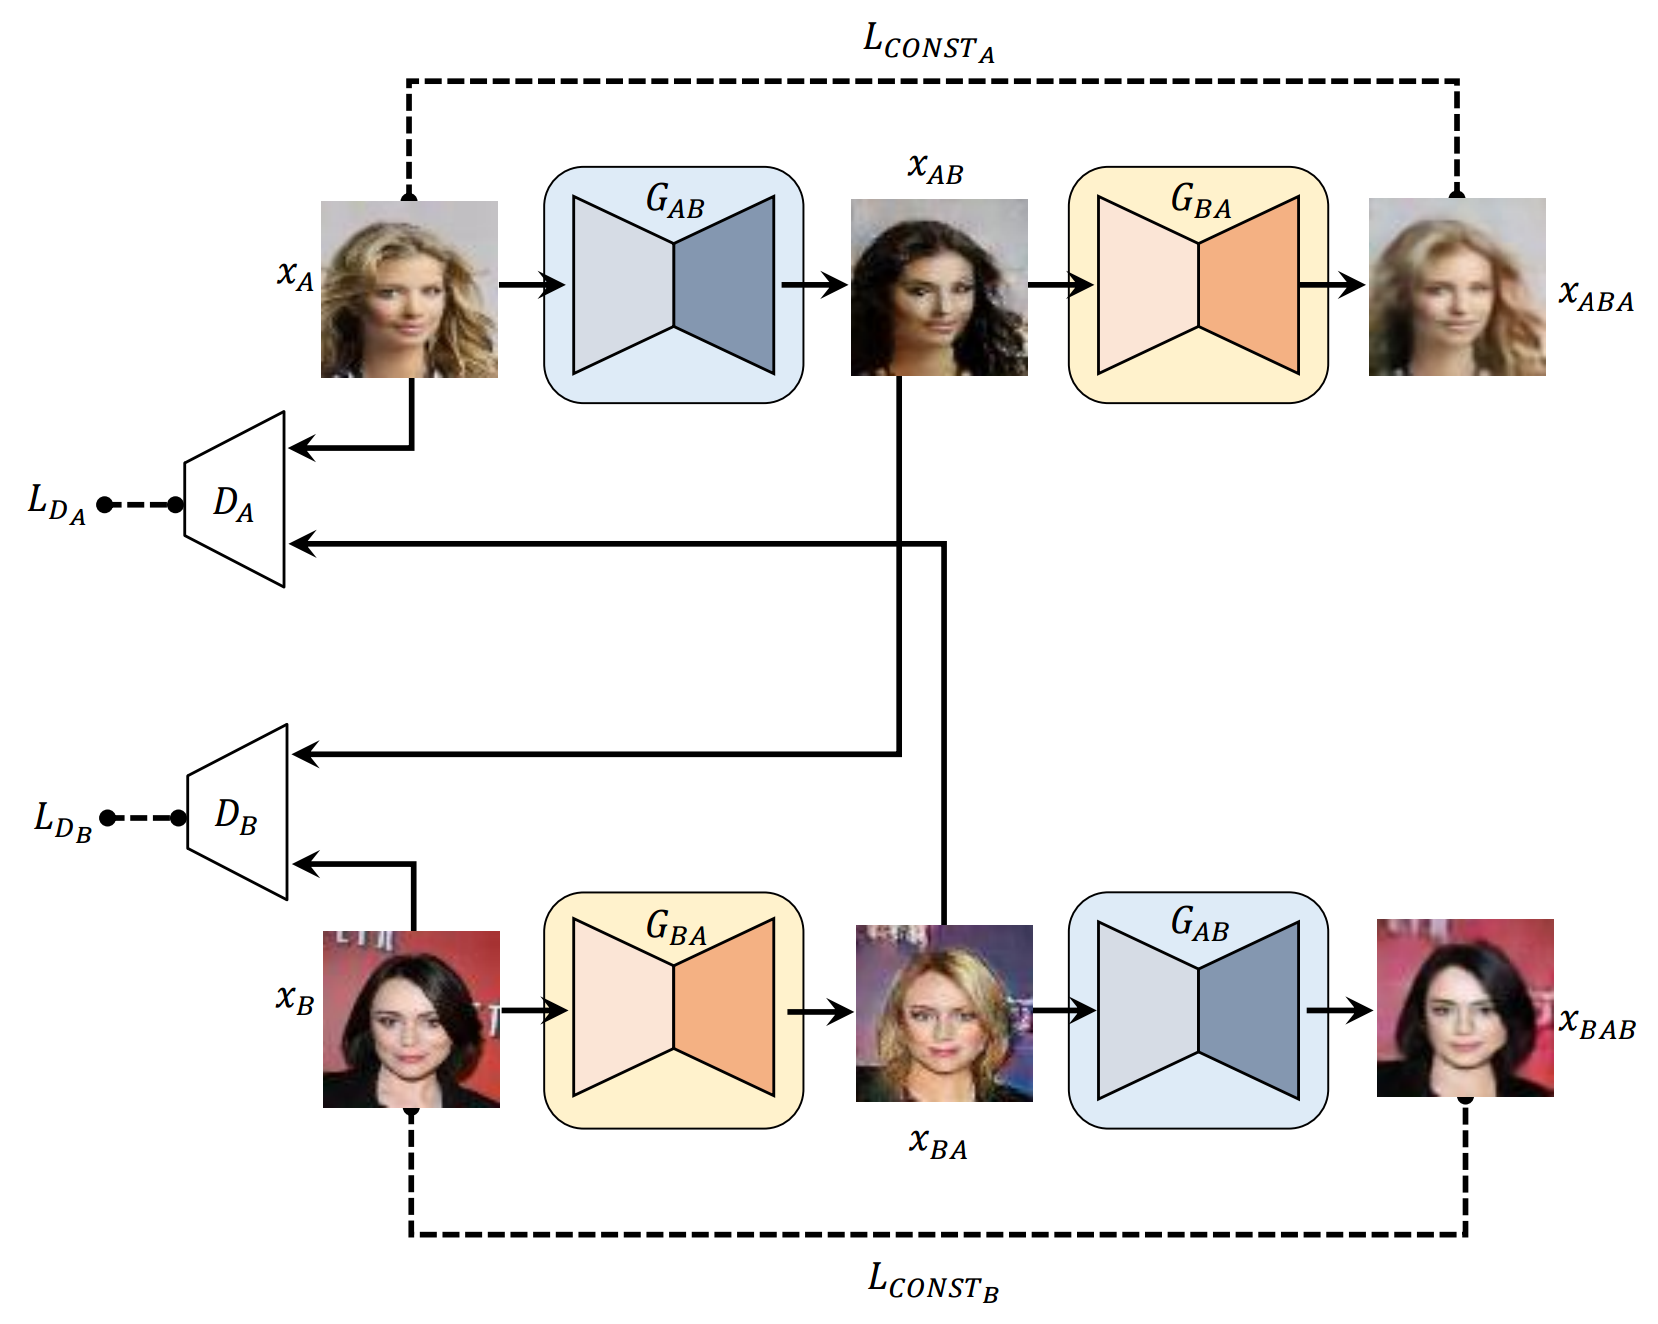 L_{CONST_A}
x_{AB}
G_{AB}
G_{BA}
x_A
x_{ABA}
L_{D_A}
D_A
L_{D_B}
D_B
G_{BA}
G_{AB}
x_B
x_{BAB}
x_{BA}
L_{CONST_B}